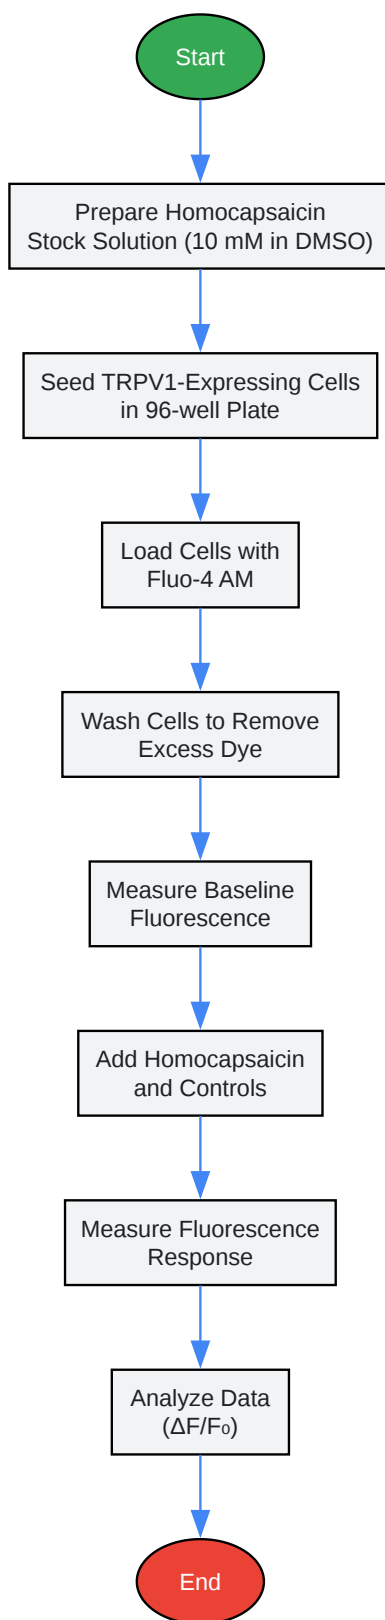 Start
Prepare Homocapsaicin
Stock Solution (10 mM in DMSO)
Seed TRPV1-Expressing Cells
in 96-well Plate
Load Cells with
Fluo-4 AM
Wash Cells to Remove
Excess Dye
Measure Baseline
Fluorescence
Add Homocapsaicin
and Controls
Measure Fluorescence
Response
Analyze Data
(ΔF/F₀)
End